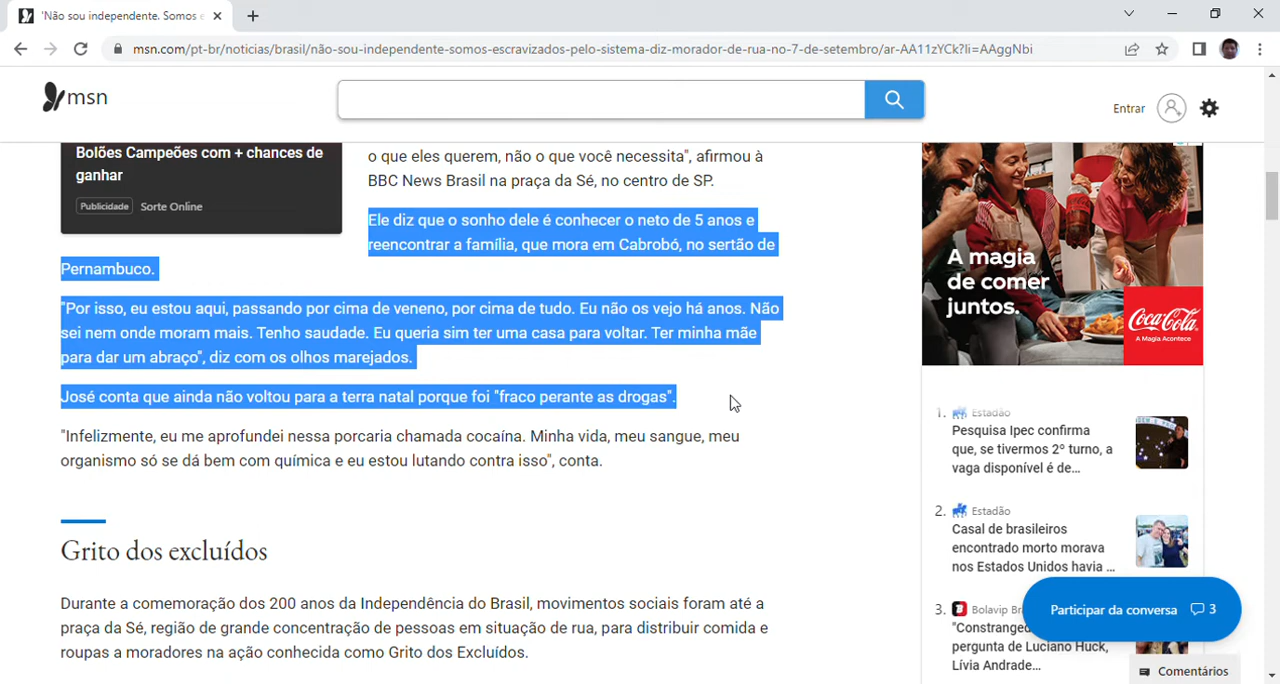 'Não sou independente. Somos e
msn.com/pt-br/noticias/brasil/não-sou-independente-somos-escravizados-pelo-sistema-diz-morador-de-rua-no-7-de-setembro/ar-AA11zYCk?li=AAggNbi
msn
Entrar
Bolões Campeões com + chances de
ganhar
Publicidade Sorte Online
o que eles querem, não o que você necessita", afirmou à
BBC News Brasil na praça da Sé, no centro de SP.
Ele diz que o sonho dele é conhecer o neto de 5 anos e
reencontrar a família, que mora em Cabrobó, no sertão de
Pernambuco.
"Por isso, eu estou aqui, passando por cima de veneno, por cima de tudo. Eu não os vejo há anos. Não
sei nem onde moram mais. Tenho saudade. Eu queria sim ter uma casa para voltar. Ter minha mãe
para dar um abraço", diz com os olhos marejados.
José conta que ainda não voltou para a terra natal porque foi "fraco perante as drogas".
"Infelizmente, eu me aprofundei nessa porcaria chamada cocaína. Minha vida, meu sangue, meu
organismo só se dá bem com química e eu estou lutando contra isso", conta.
Grito dos excluídos
Durante a comemoração dos 200 anos da Independência do Brasil, movimentos sociais foram até a
praça da Sé, região de grande concentração de pessoas em situação de rua, para distribuir comida e
roupas a moradores na ação conhecida como Grito dos Excluídos.
A magia
de comer
juntos.
Coca-Cola
A Magia Acontece
1. Estadão
Pesquisa Ipec confirma
que, se tivermos 2º turno, a
vaga disponível é de...
2. Estadão
Casal de brasileiros
encontrado morto morava
nos Estados Unidos havia ...
3. Bolavip Br
"Constranged
pergunta de Luciano Huck,
Lívia Andrade...
Participar da conversa 3
Comentários